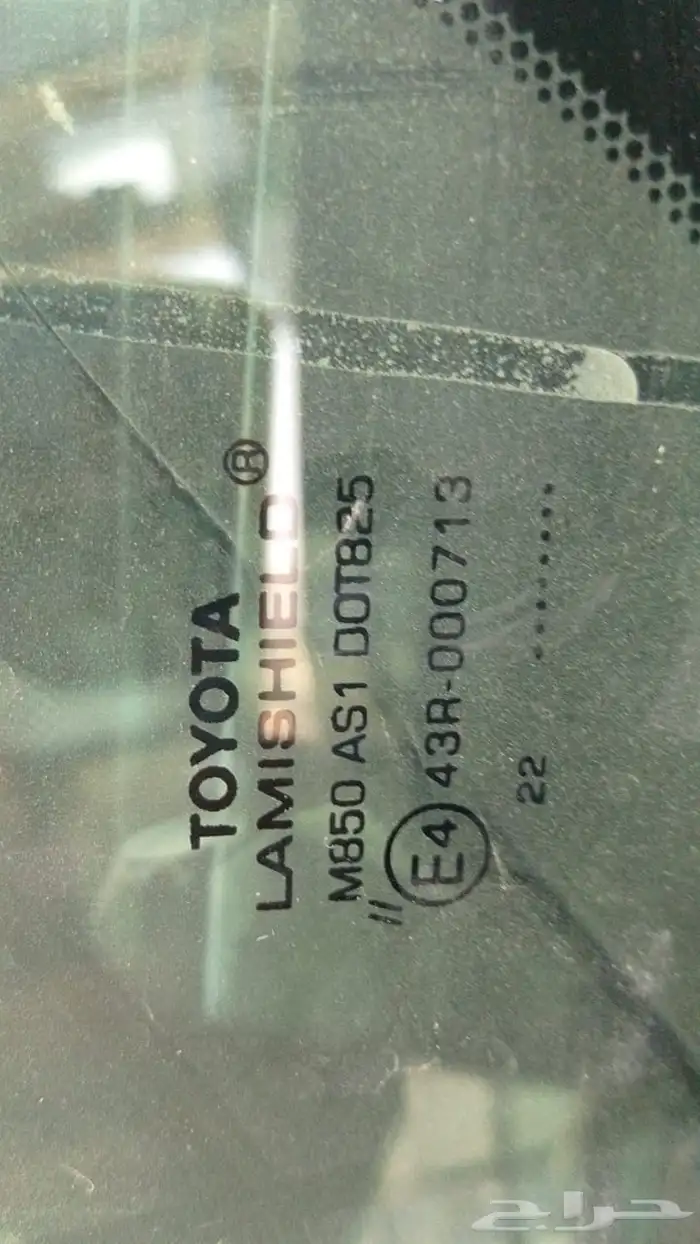 TOYOTA
LAMISHIELD®
M850 AS1 DOT825
// E4 43R-000713
22 ........
حراج